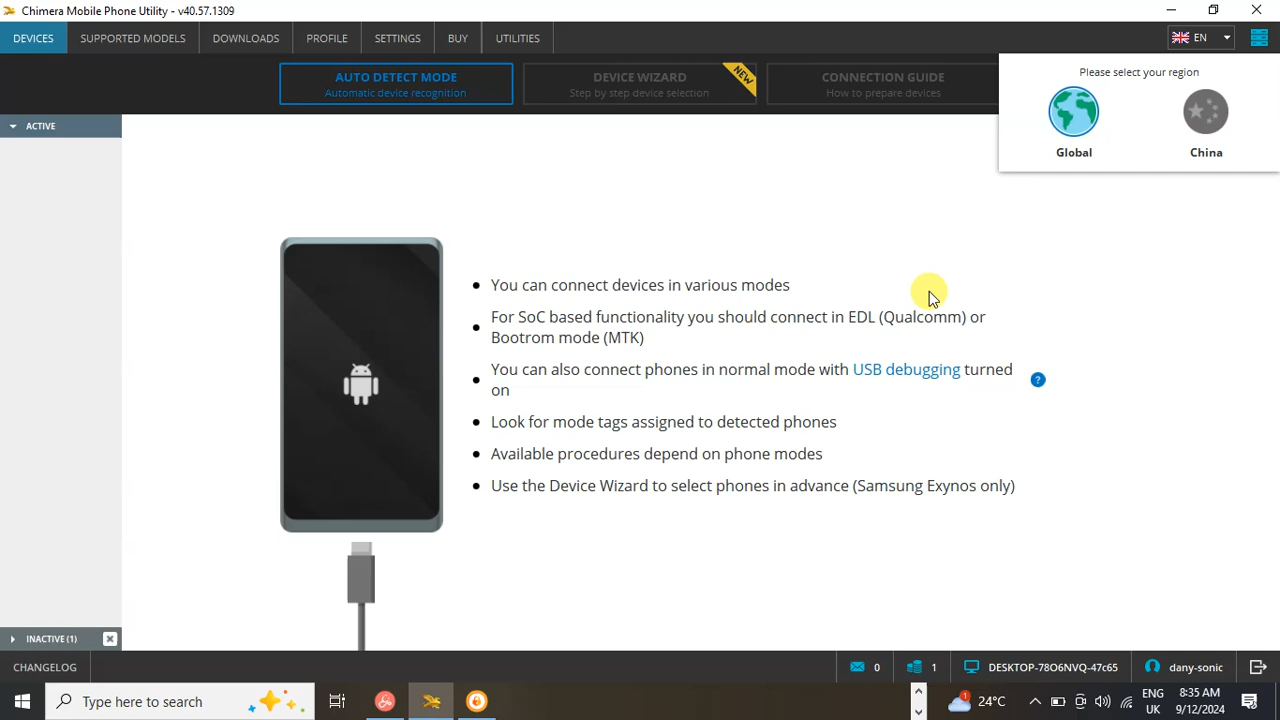 Chimera Mobile Phone Utility - v40.57.1309
DEVICES
SUPPORTED MODELS
DOWNLOADS
PROFILE
SETTINGS
BUY
UTILITIES
EN
AUTO DETECT MODE
Automatic device recognition
DEVICE WIZARD
Step by step device selection
NEW
CONNECTION GUIDE
How to prepare devices
Please select your region
Global
China
ACTIVE
You can connect devices in various modes
For SoC based functionality you should connect in EDL (Qualcomm) or
Bootrom mode (MTK)
You can also connect phones in normal mode with USB debugging turned
on
?
Look for mode tags assigned to detected phones
Available procedures depend on phone modes
Use the Device Wizard to select phones in advance (Samsung Exynos only)
INACTIVE (1)
CHANGELOG
0
1
DESKTOP-78O6NVQ-47c65
dany-sonic
Type here to search
1
24°C
ENG
UK
8:35 AM
9/12/2024